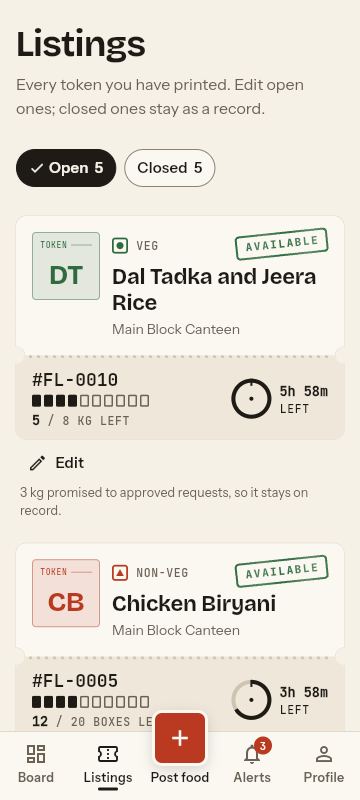 Listings
Every token you have printed. Edit open
ones; closed ones stay as a record.
Open 5
Closed 5
TOKEN
DT
VEG
AVAILABLE
Dal Tadka and Jeera
Rice
Main Block Canteen
#FL-0010
5 / 8 KG LEFT
5h 58m
LEFT
Edit
3 kg promised to approved requests, so it stays on
record.
TOKEN
CB
NON-VEG
AVAILABLE
Chicken Biryani
Main Block Canteen
#FL-0005
12 / 20 BOXES LE
3h 58m
LEFT
3
Board
Listings
Post food
Alerts
Profile